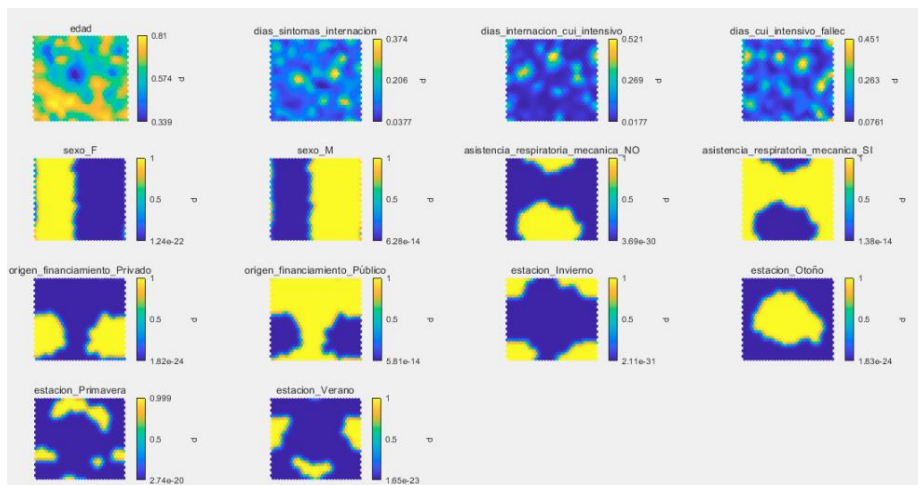 edad
0.81
0.574
0.339
d
dias_sintomas_internacion
0.374
0.206
0.0377
d
dias_internacion_cui_intensivo
0.521
0.269
0.0177
d
dias_cui_intensivo_fallec
0.451
0.263
0.0761
d
sexo_F
1
0.5
1.24e-22
d
sexo_M
1
0.5
6.28e-14
d
asistencia_respiratoria_mecanica_NO
1
0.5
3.69e-30
d
asistencia_respiratoria_mecanica_SI
1
0.5
1.38e-14
d
origen_financiamiento_Privado
1
0.5
1.82e-24
d
origen_financiamiento_Público
1
0.5
5.81e-14
d
estacion_Invierno
1
0.5
2.11e-31
d
estacion_Otoño
1
0.5
1.83e-24
d
estacion_Primavera
0.999
0.5
2.74e-20
d
estacion_Verano
1
0.5
1.65e-23
d